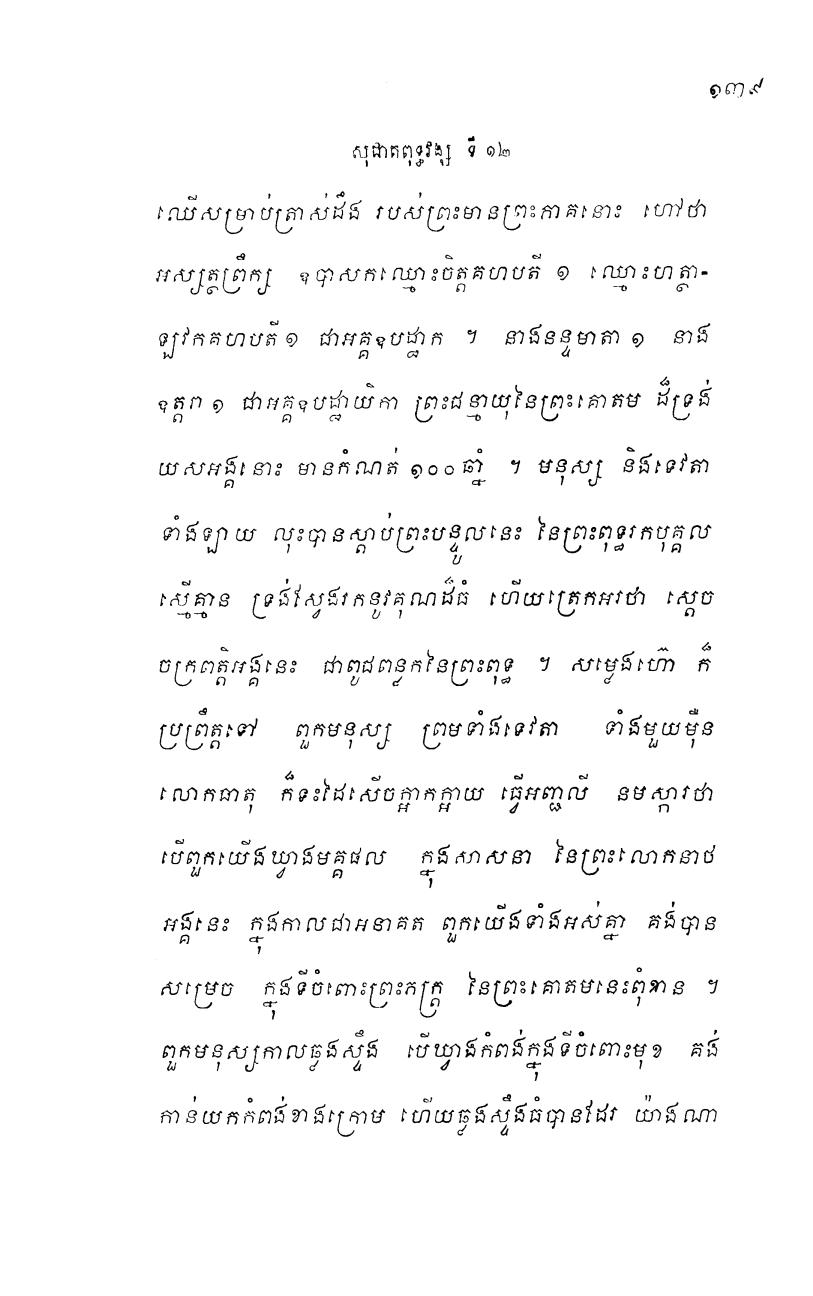 ១៣៩
សុជាតពុទ្ធវង្ស ទី ១២
ឈើសម្រាប់ត្រាស់ដឹង របស់ព្រះមានព្រះភាគនោះ ហៅថា
អស្សត្ថព្រឹក្ស ឧបាសកឈ្មោះចិត្តគហបតី ១ ឈ្មោះហត្ថា-
ឡវកគហបតី ១ ជាអគ្គឧបដ្ឋាក ។ នាងនន្ទមាតា ១ នាង
ឧត្តរា ១ ជាអគ្គឧបដ្ឋាយិកា ព្រះជន្មាយុនៃព្រះគោតម ដ៏ទ្រង់
យសអង្គនោះ មានកំណត់ ១០០ ឆ្នាំ ។ មនុស្ស និងទេវតា
ទាំងឡាយ លុះបានស្តាប់ព្រះបន្ទូលនេះ នៃព្រះពុទ្ធរកបុគ្គល
ស្មើគ្មាន ទ្រង់ស្វែងរកនូវគុណដ៏ធំ ហើយត្រេកអរថា ស្តេច
ចក្រពត្តិអង្គនេះ ជាពូជពន្លកនៃព្រះពុទ្ធ ។ សម្លេងហ៊ោ ក៏
ប្រព្រឹត្តទៅ ពួកមនុស្ស ព្រមទាំងទេវតា ទាំងមួយម៉ឺន
លោកធាតុ ក៏ទះដៃសើចក្អាកក្អាយ ធ្វើអញ្ជលី នមស្ការថា
បើពួកយើងឃ្វាងមគ្គផល ក្នុងសាសនា នៃព្រះលោកនាថ
អង្គនេះ ក្នុងកាលជាអនាគត ពួកយើងទាំងអស់គ្នា គង់បាន
សម្រេច ក្នុងទីចំពោះព្រះភក្ត្រ នៃព្រះគោតមនេះពុំខាន ។
ពួកមនុស្សកាលឆ្លងស្ទឹង បើឃ្វាងកំពង់ក្នុងទីចំពោះមុខ គង់
កាន់យកកំពង់ខាងក្រោម ហើយឆ្លងស្ទឹងធំបានដែរ យ៉ាងណា